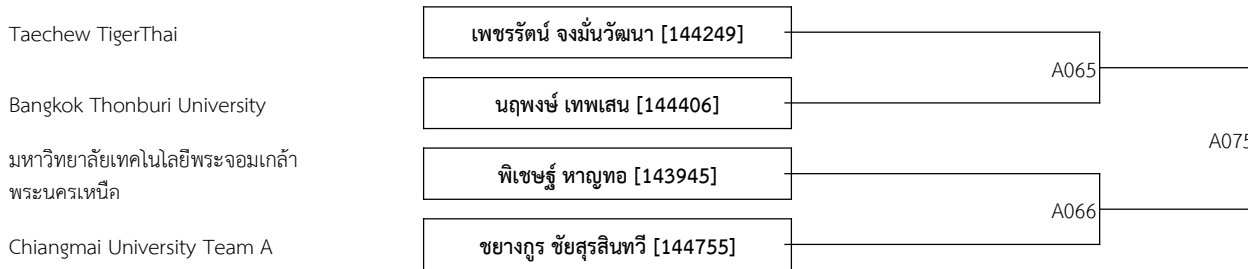 Taechew TigerThai
เพชรรัตน์ จงมั่นวัฒนา [144249]
A065
Bangkok Thonburi University
นฤพงษ์ เทพเสน [144406]
A075
มหาวิทยาลัยเทคโนโลยีพระจอมเกล้า
พระนครเหนือ
พิเชษฐ์ หาญทอ [143945]
A066
Chiangmai University Team A
ชยางกูร ชัยสุรสินทวี [144755]